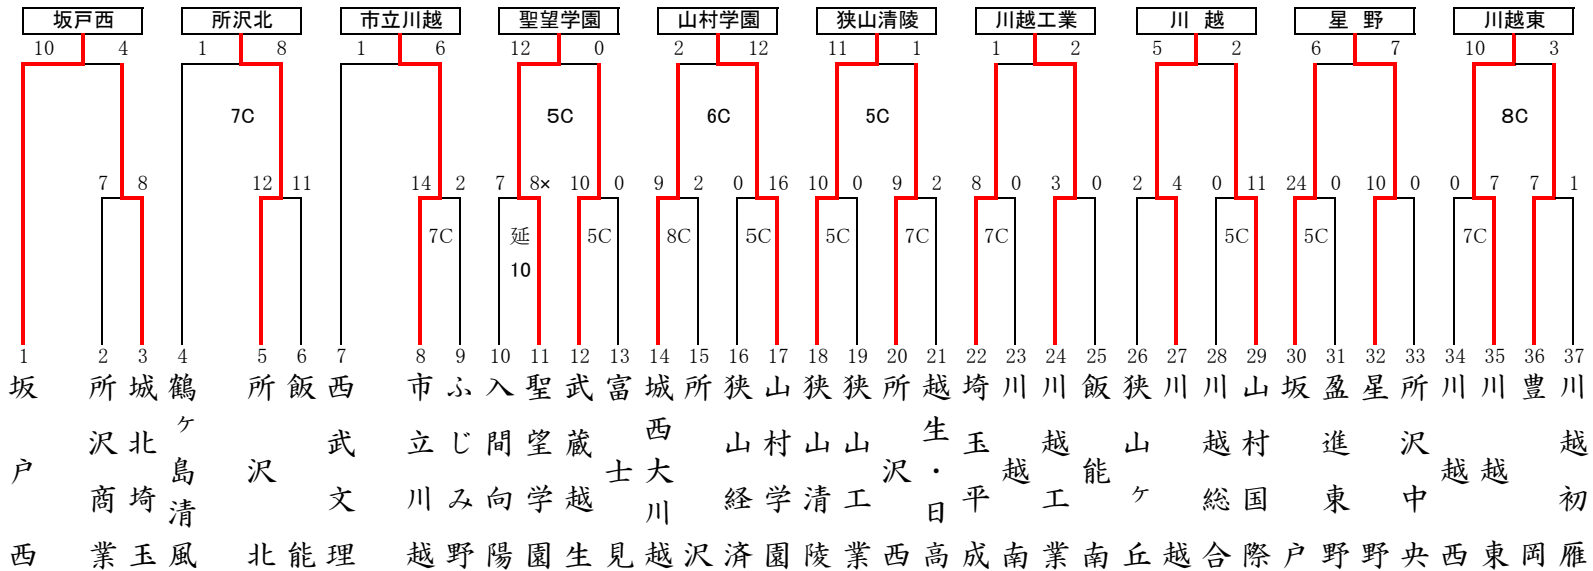 坂戸西 所沢北 市立川越 聖望学園 山村学園 狭山清陵 川越工業 川 越 星 野 川越東
10 4 1 8 1 6 12 0 2 12 11 1 1 2 5 2 6 7 10 3
7C 5C 6C 5C 8C
7 8 12 11 14 2 7 8× 10 0 9 2 0 16 10 0 9 2 8 0 3 0 2 4 0 11 24 0 10 0 0 7 7 1
7C 延 5C 8C 5C 5C 7C 7C 5C 5C 7C
10
1 2 3 4 5 6 7 8 9 10 11 12 13 14 15 16 17 18 19 20 21 22 23 24 25 26 27 28 29 30 31 32 33 34 35 36 37
坂戸西
所沢商業
城北埼玉
鶴ヶ島清風
所沢北
飯能
西武文理
市立川越
ふじみ野
入間向陽
聖望学園
武蔵越生
富士見
城西大川越
所沢
狭山経済
山村学園
狭山清陵
狭山工業
所沢西
越生・日高
埼玉平成
川越南
川越工業
飯能南
狭山ヶ丘
川越
川越総合
山村国際
坂戸
盈進東野
星野
所沢中央
川越西
川越東
豊岡
川越初雁